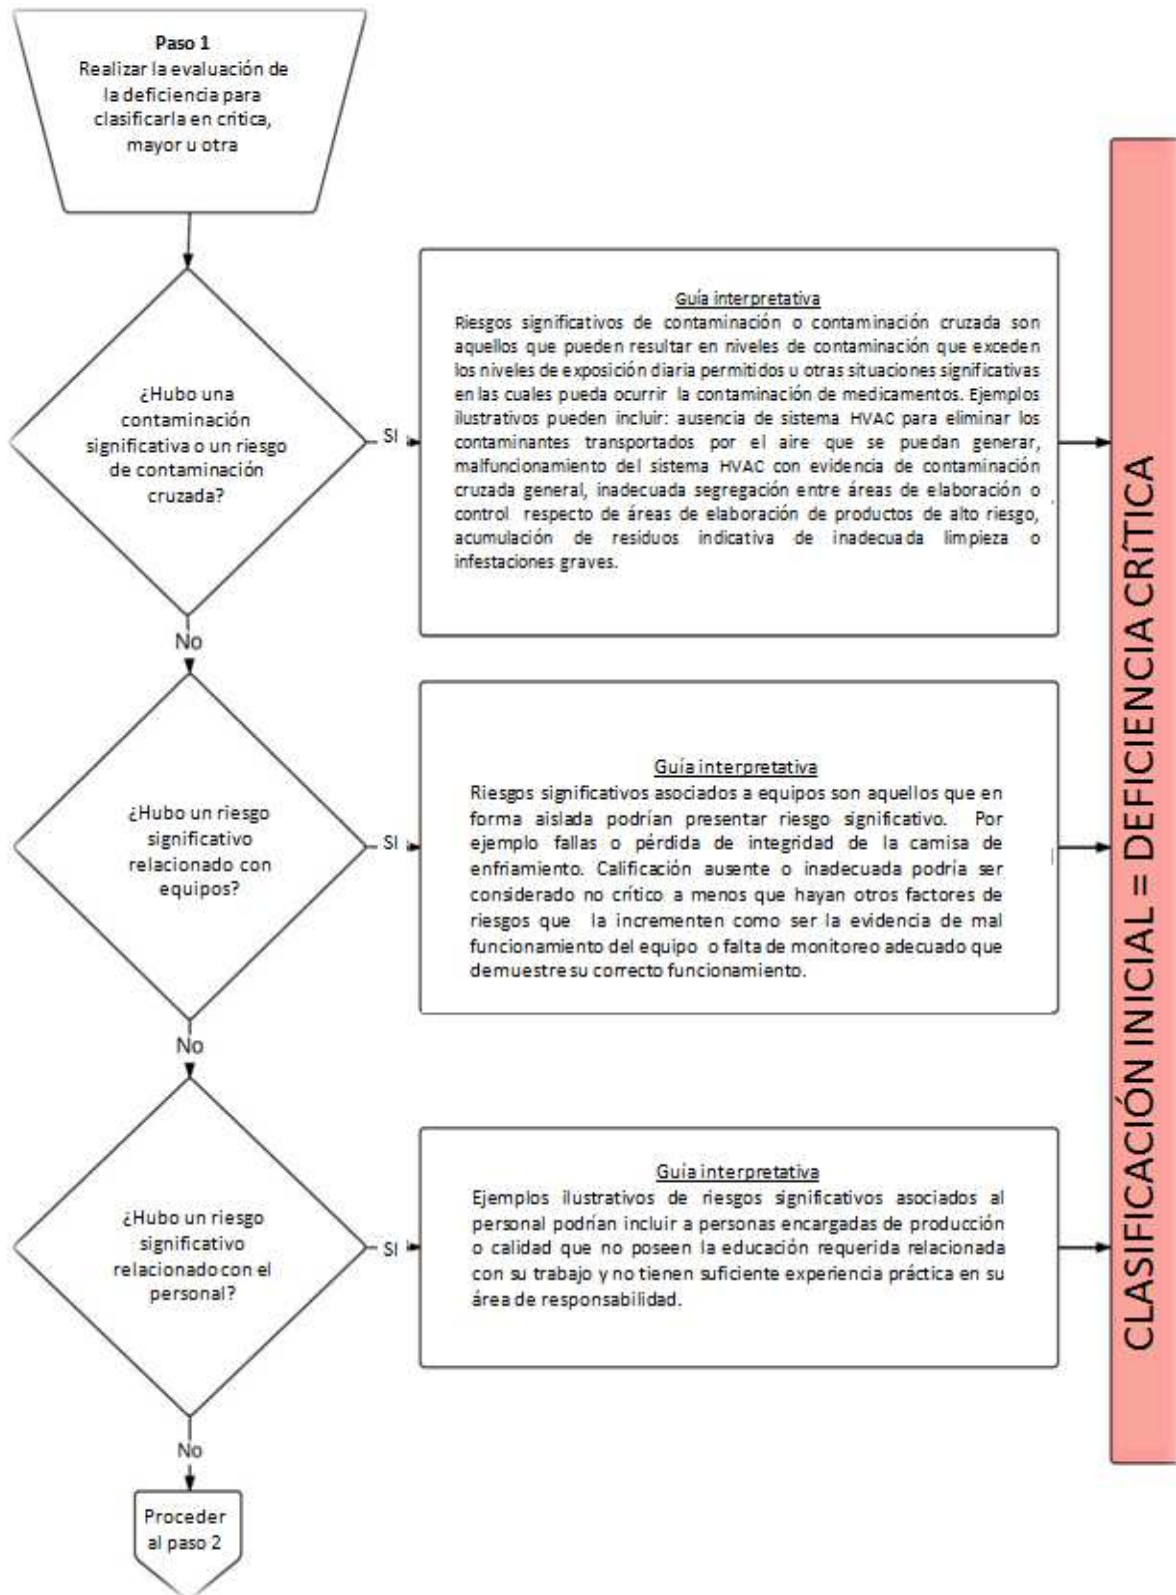 Paso 1
Realizar la evaluación de
la deficiencia para
clasificarla en critica,
mayor u otra
¿Hubo una
contaminación
significativa o un riesgo
de contaminación
cruzada?
SI
Guía interpretativa
Riesgos significativos de contaminación o contaminación cruzada son
aquellos que pueden resultar en niveles de contaminación que exceden
los niveles de exposición diaria permitidos u otras situaciones significativas
en las cuales pueda ocurrir la contaminación de medicamentos. Ejemplos
ilustrativos pueden incluir: ausencia de sistema HVAC para eliminar los
contaminantes transportados por el aire que se puedan generar,
malfuncionamiento del sistema HVAC con evidencia de contaminación
cruzada general, inadecuada segregación entre áreas de elaboración o
control respecto de áreas de elaboración de productos de alto riesgo,
acumulación de residuos indicativa de inadecuada limpieza o
infestaciones graves.
No
¿Hubo un riesgo
significativo
relacionado con
equipos?
SI
Guía interpretativa
Riesgos significativos asociados a equipos son aquellos que en
forma aislada podrían presentar riesgo significativo. Por
ejemplo fallas o pérdida de integridad de la camisa de
enfriamiento. Calificación ausente o inadecuada podría ser
considerado no crítico a menos que hayan otros factores de
riesgos que la incrementen como ser la evidencia de mal
funcionamiento del equipo o falta de monitoreo adecuado que
demuestre su correcto funcionamiento.
No
¿Hubo un riesgo
significativo
relacionado con el
personal?
SI
Guía interpretativa
Ejemplos ilustrativos de riesgos significativos asociados al
personal podrían incluir a personas encargadas de producción
o calidad que no poseen la educación requerida relacionada
con su trabajo y no tienen suficiente experiencia práctica en su
área de responsabilidad.
No
Proceder
al paso 2
CLASIFICACIÓN INICIAL = DEFICIENCIA CRÍTICA